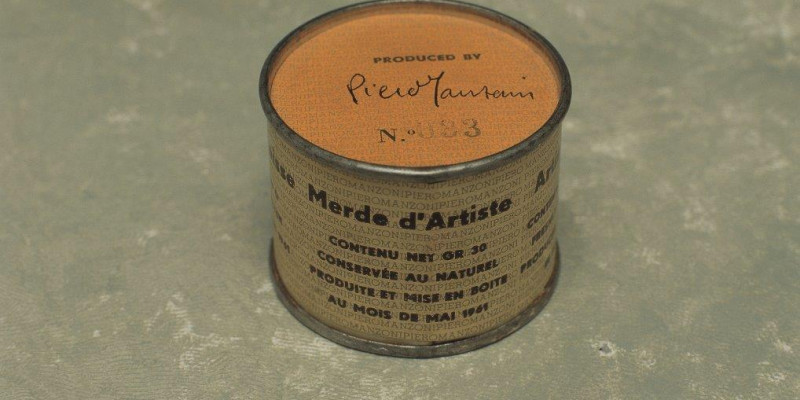 PRODUCED BY
Piero Manzoni
N.º 033
Merde d'Artiste
CONTENU NET GR 30
CONSERVÉE AU NATUREL
PRODUITE ET MISE EN BOITE
AU MOIS DE MAI 1961